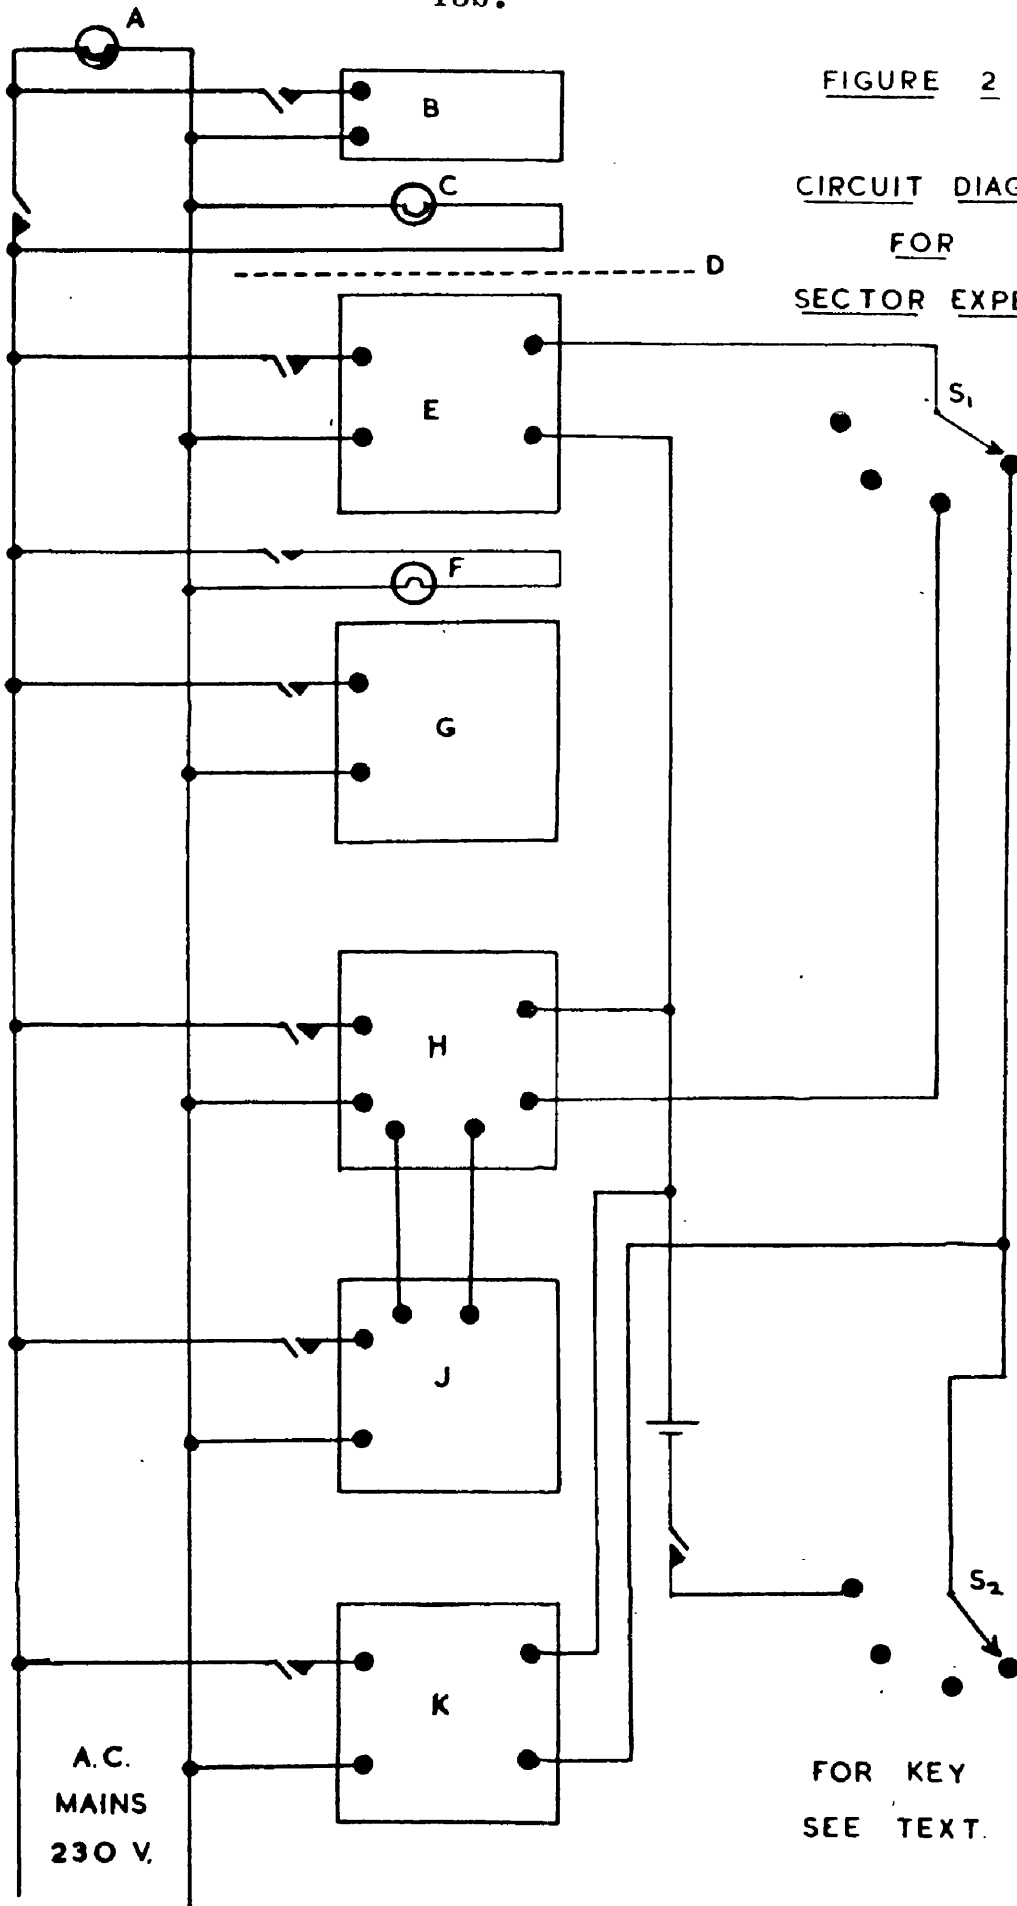 A
FIGURE 2
B
CIRCUIT DIAG
C
FOR
D
SECTOR EXPE
E
S₁
F
G
H
J
S₂
K
A.C.
MAINS
230 V.
FOR KEY
SEE TEXT.